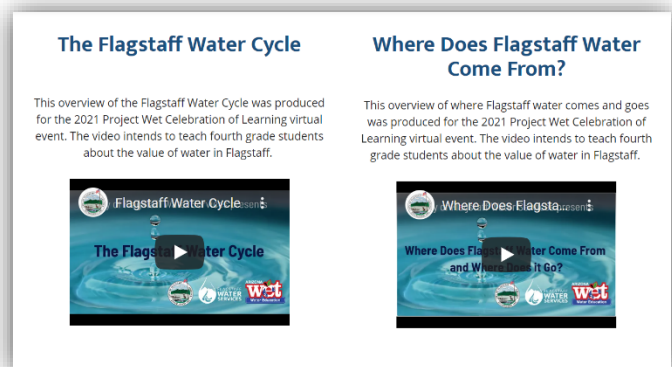 The Flagstaff Water Cycle
This overview of the Flagstaff Water Cycle was produced
for the 2021 Project Wet Celebration of Learning virtual
event. The video intends to teach fourth grade students
about the value of water in Flagstaff.
Flagstaff Water Cycle
The Flagstaff Water Cycle
WATER
SERVICES
Wet
Where Does Flagstaff Water
Come From?
This overview of where Flagstaff water comes and goes
was produced for the 2021 Project Wet Celebration of
Learning virtual event. The video intends to teach fourth
grade students about the value of water in Flagstaff.
Where Does Flagsta...
presents
Where Does Flagstaff Water Come From
and Where Does it Go?
WATER
SERVICES
Wet